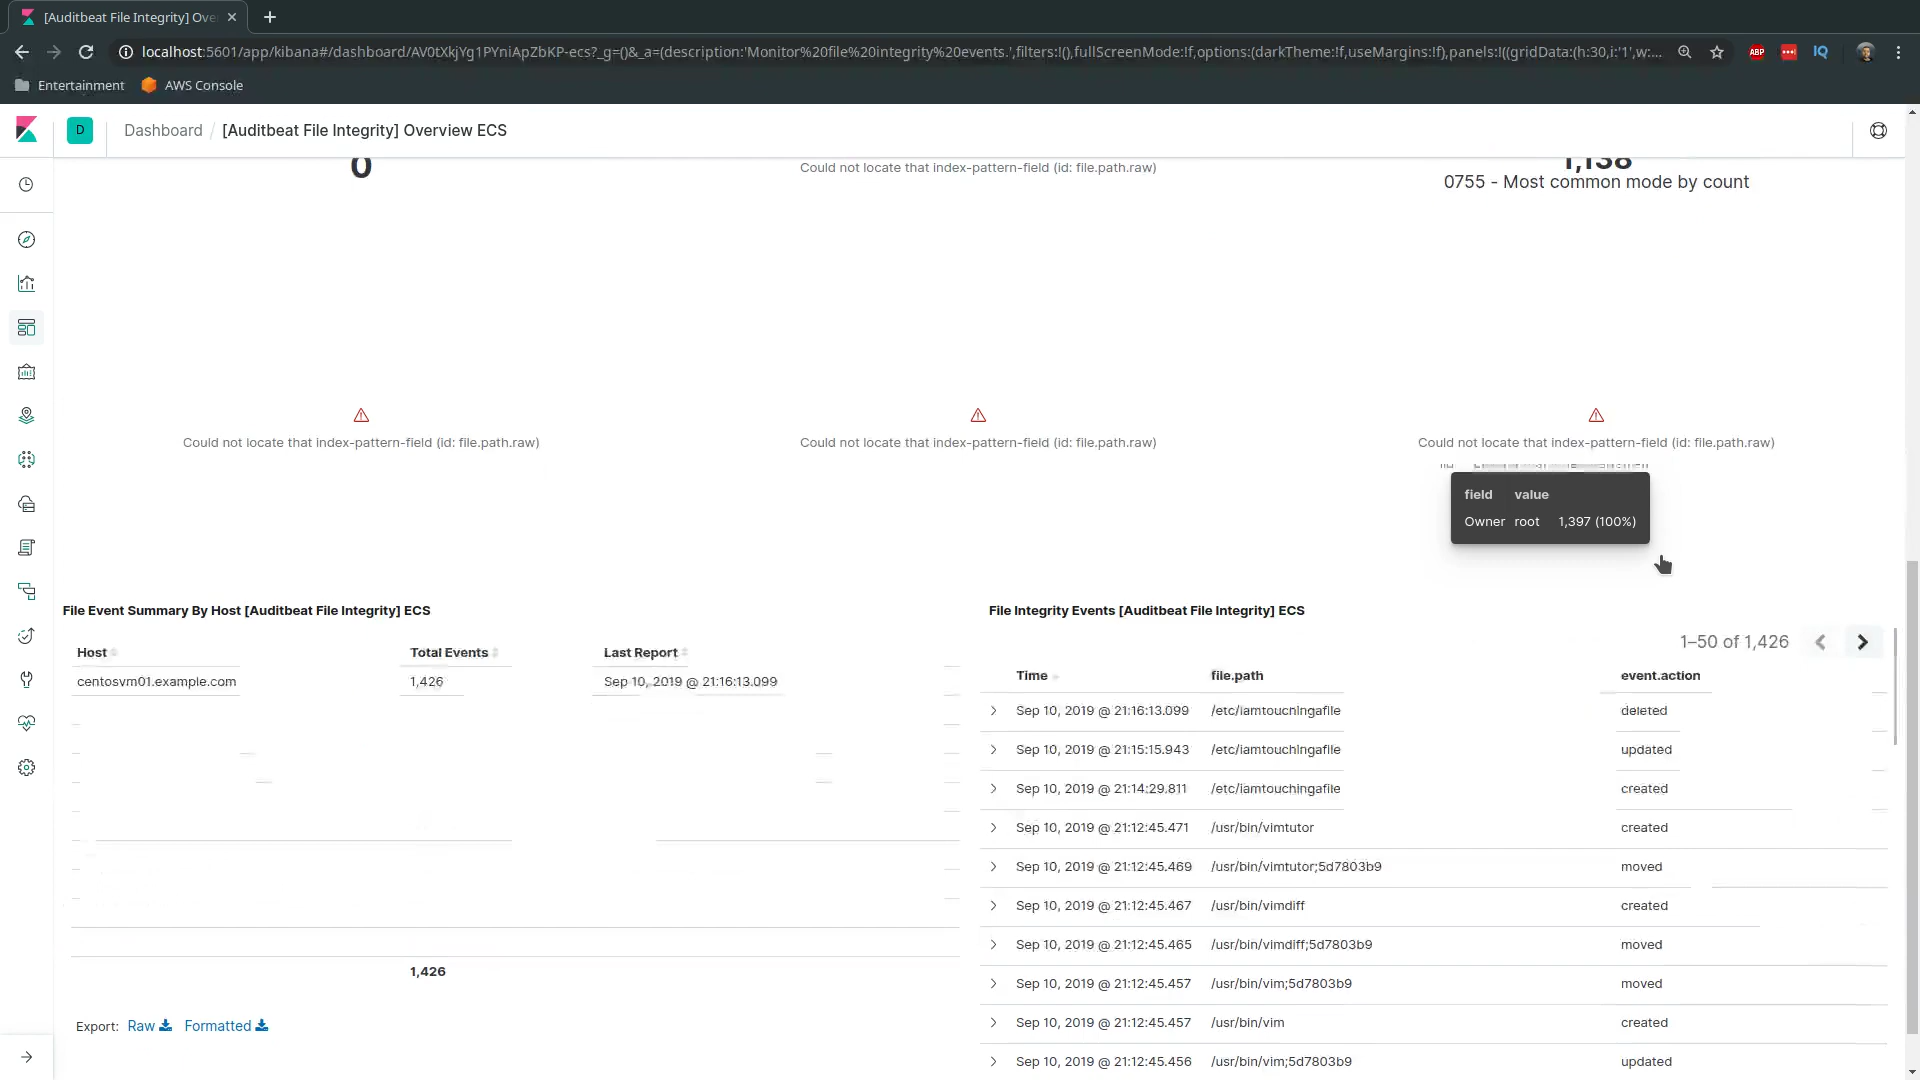 [Auditbeat File Integrity] Ove
localhost:5601/app/kibana#/dashboard/AV0tXkjYg1PYniApZbKP-ecs?_g=()&_a=(description:'Monitor%20file%20integrity%20events.',filters:!(),fullScreenMode:!f,options:(darkTheme:!f,useMargins:!f),panels:!((gridData:(h:30,i:'1',w:...
ABP
IQ
Entertainment
AWS Console
D
Dashboard / [Auditbeat File Integrity] Overview ECS
0
Could not locate that index-pattern-field (id: file.path.raw)
1,138
0755 - Most common mode by count
Could not locate that index-pattern-field (id: file.path.raw)
Could not locate that index-pattern-field (id: file.path.raw)
Could not locate that index-pattern-field (id: file.path.raw)
field value
Owner root 1,397 (100%)
File Event Summary By Host [Auditbeat File Integrity] ECS
Host Total Events Last Report
centosvm01.example.com 1,426 Sep 10, 2019 @ 21:16:13.099
1,426
Export: Raw Formatted
File Integrity Events [Auditbeat File Integrity] ECS
1–50 of 1,426
Time file.path event.action
Sep 10, 2019 @ 21:16:13.099 /etc/iamtouchingafile deleted
Sep 10, 2019 @ 21:15:15.943 /etc/iamtouchingafile updated
Sep 10, 2019 @ 21:14:29.811 /etc/iamtouchingafile created
Sep 10, 2019 @ 21:12:45.471 /usr/bin/vimtutor created
Sep 10, 2019 @ 21:12:45.469 /usr/bin/vimtutor;5d7803b9 moved
Sep 10, 2019 @ 21:12:45.467 /usr/bin/vimdiff created
Sep 10, 2019 @ 21:12:45.465 /usr/bin/vimdiff;5d7803b9 moved
Sep 10, 2019 @ 21:12:45.457 /usr/bin/vim;5d7803b9 moved
Sep 10, 2019 @ 21:12:45.457 /usr/bin/vim created
Sep 10, 2019 @ 21:12:45.456 /usr/bin/vim;5d7803b9 updated